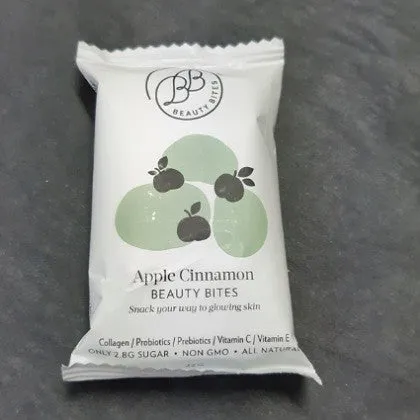 BB
BEAUTY BITES
Apple Cinnamon
BEAUTY BITES
Snack your way to glowing skin
Collagen / Probiotics / Prebiotics / Vitamin C / Vitamin E
ONLY 2.8G SUGAR • NON GMO • ALL NATURAL